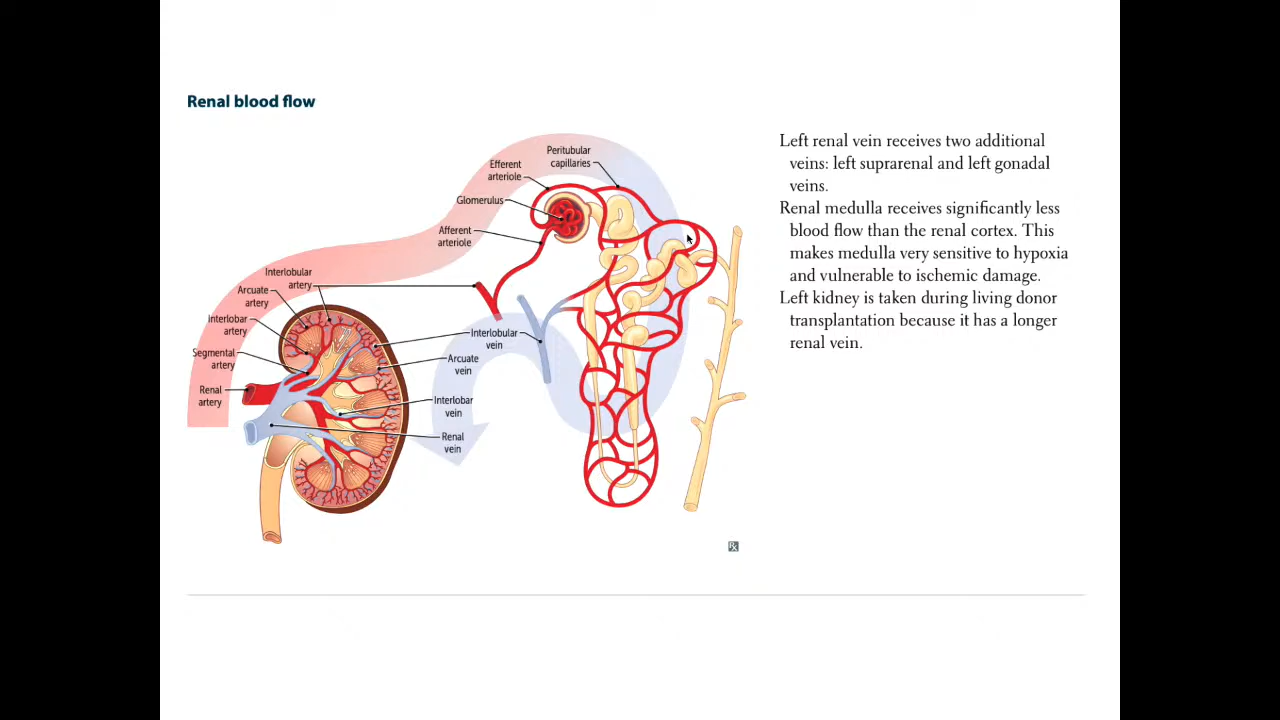 Renal blood flow
Peritubular
capillaries
Efferent
arteriole
Glomerulus
Afferent
arteriole
Interlobular
artery
Arcuate
artery
Interlobar
artery
Segmental
artery
Renal
artery
Interlobular
vein
Arcuate
vein
Interlobar
vein
Renal
vein
Left renal vein receives two additional
veins: left suprarenal and left gonadal
veins.
Renal medulla receives significantly less
blood flow than the renal cortex. This
makes medulla very sensitive to hypoxia
and vulnerable to ischemic damage.
Left kidney is taken during living donor
transplantation because it has a longer
renal vein.
Rx